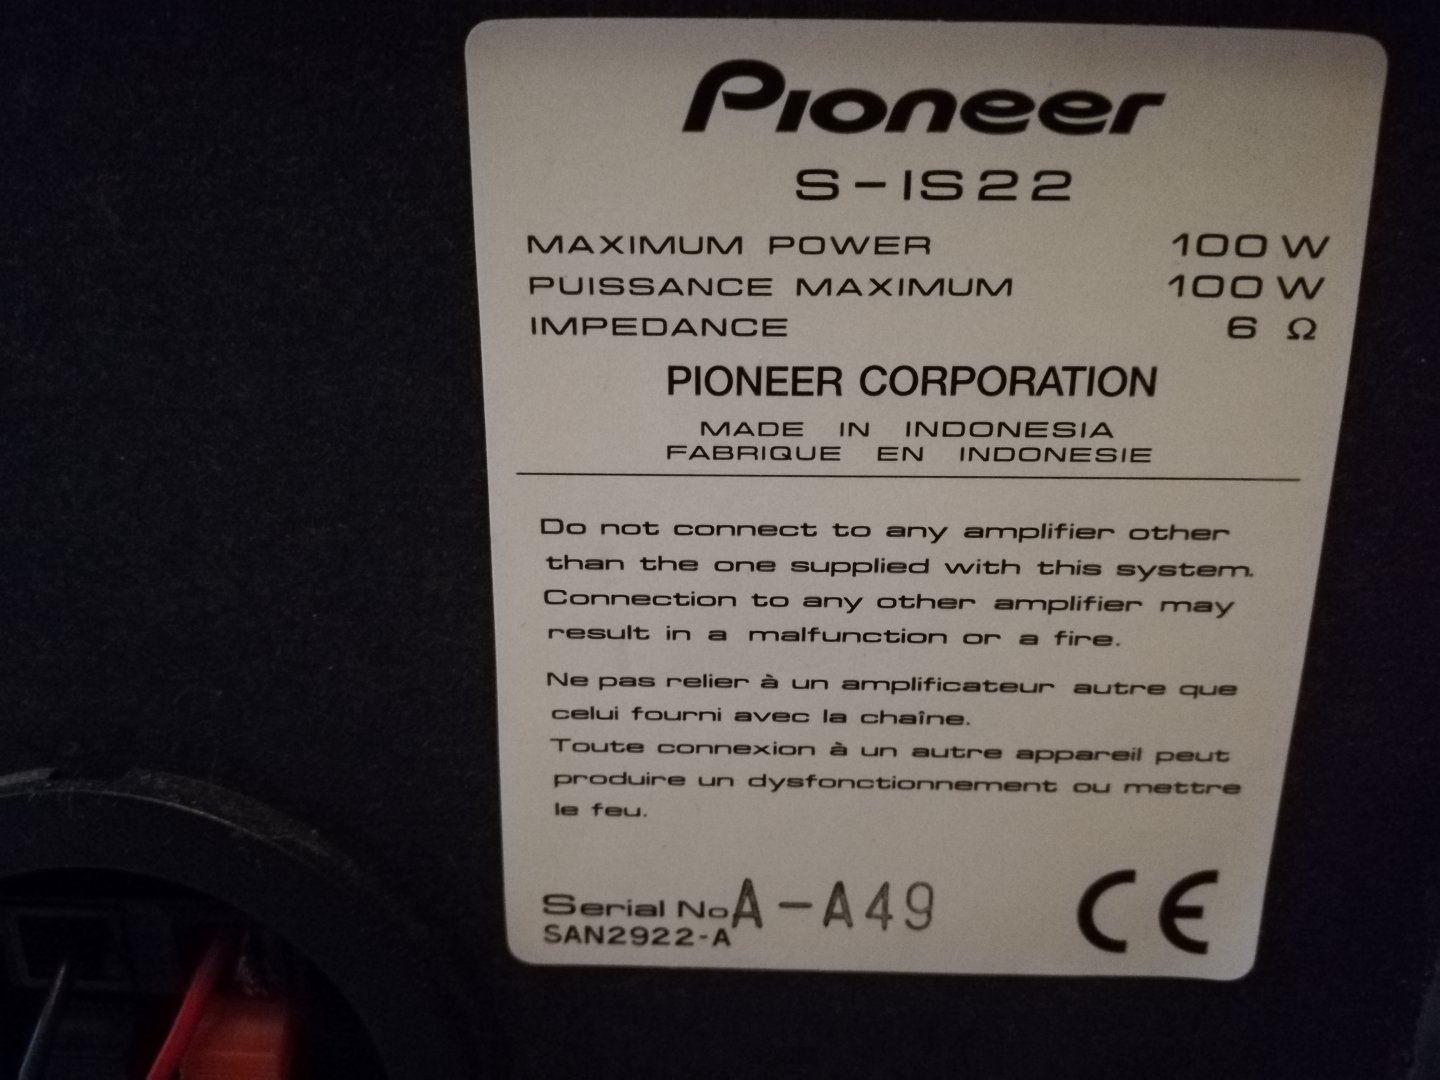 Pioneer
S-IS22
MAXIMUM POWER 100 W
PUISSANCE MAXIMUM 100 W
IMPEDANCE 6 Ω
PIONEER CORPORATION
MADE IN INDONESIA
FABRIQUE EN INDONESIE
Do not connect to any amplifier other
than the one supplied with this system.
Connection to any other amplifier may
result in a malfunction or a fire.
Ne pas relier à un amplificateur autre que
celui fourni avec la chaîne.
Toute connexion à un autre appareil peut
produire un dysfonctionnement ou mettre
le feu.
Serial No A-A49
SAN2922-A
CE